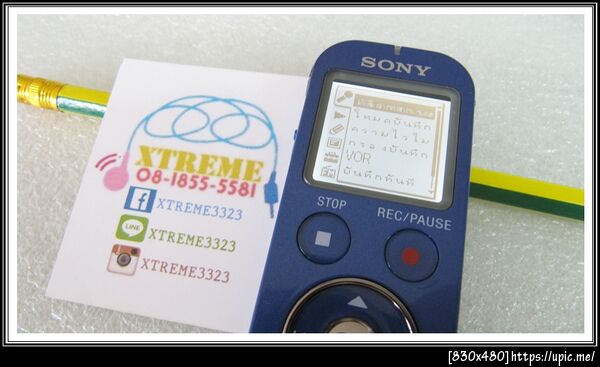 XTREME
08-1855-5581
XTREME3323
LINE
XTREME3323
XTREME3323
SONY
โหมดบันทึก
ความไวไม
กรองบันทึก
VOR
บันทึกทันที
FM
STOP
REC/PAUSE
[830x480]https://upic.me/